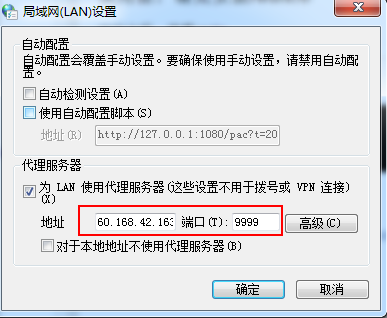 局域网(LAN)设置
自动配置
自动配置会覆盖手动设置。要确保使用手动设置，请禁用自动配
置。
自动检测设置(A)
使用自动配置脚本(S)
地址(R) http://127.0.0.1:1080/pac?t=20
代理服务器
为 LAN 使用代理服务器(这些设置不用于拨号或 VPN 连接)
(X)
地址 60.168.42.163 端口(T): 9999 高级(C)
对于本地地址不使用代理服务器(B)
确定 取消